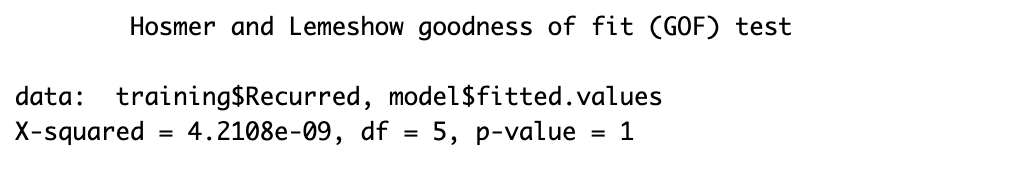 Hosmer and Lemeshow goodness of fit (GOF) test
data:  training$Recurred, model$fitted.values
X-squared = 4.2108e-09, df = 5, p-value = 1